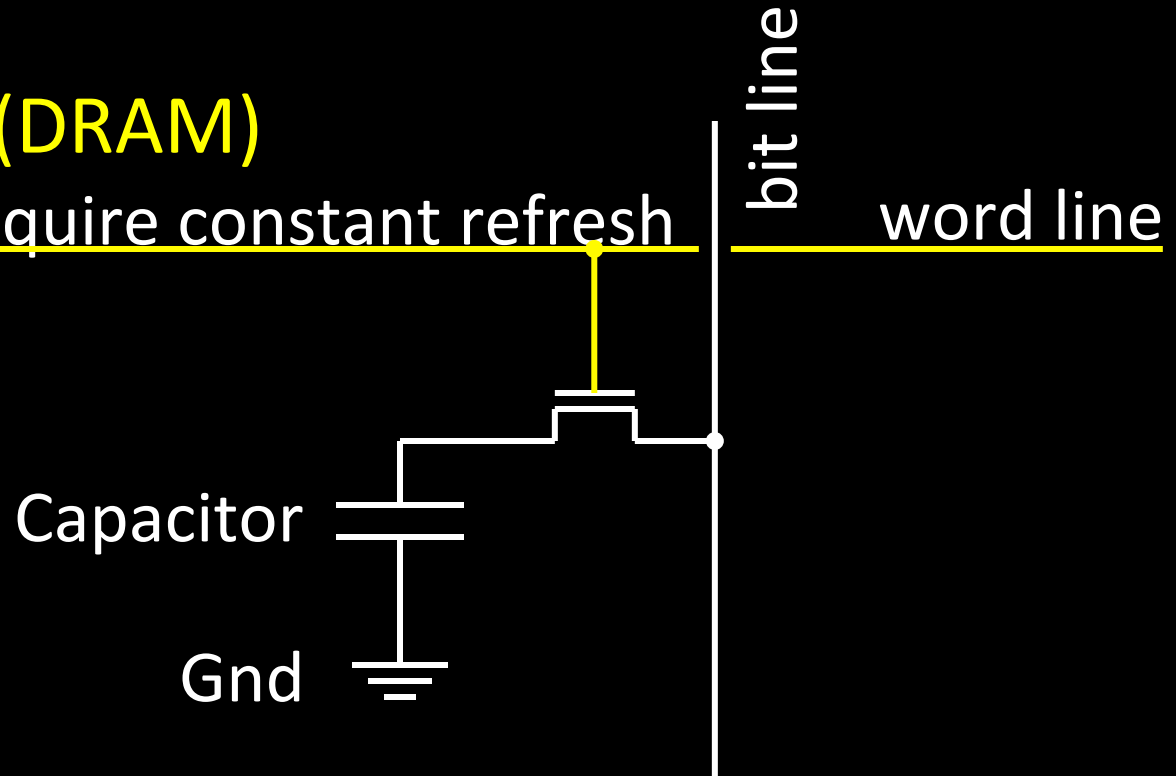 (DRAM)
quire constant refresh
bit line
word line
Capacitor
Gnd